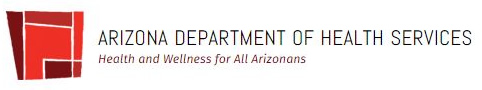 ARIZONA DEPARTMENT OF HEALTH SERVICES
Health and Wellness for All Arizonans